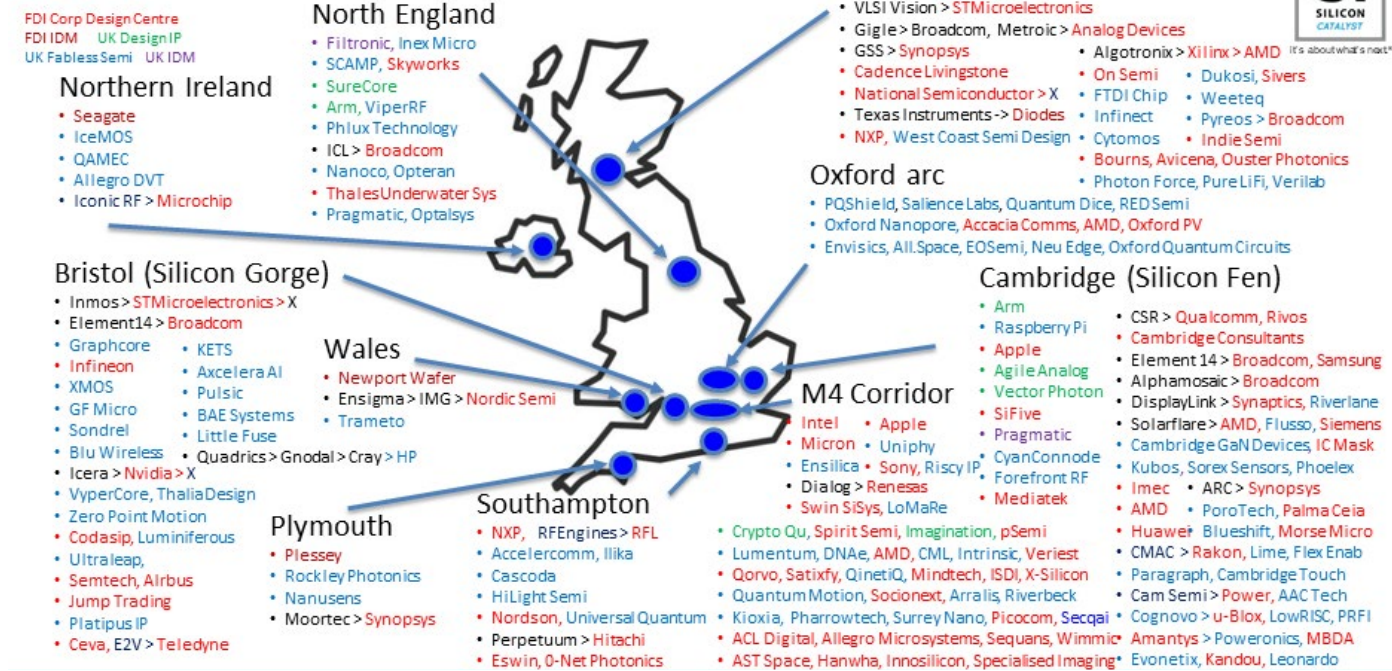 FDI Corp Design Centre
FDI IDM UK Design IP
UK Fabless Semi UK IDM
Northern Ireland
• Seagate
• IceMOS
• QAMEC
• Allegro DVT
• Iconic RF > Microchip
North England
• Filtronic, Inex Micro
• SCAMP, Skyworks
• SureCore
• Arm, ViperRF
• Phlux Technology
• ICL > Broadcom
• Nanoco, Opteran
• Thales Underwater Sys
• Pragmatic, Optalsys
• VLSI Vision > STMicroelectronics
• Gigle > Broadcom, Metroic > Analog Devices
• GSS > Synopsys
• Cadence Livingstone
• National Semiconductor > X
• Texas Instruments -> Diodes
• NXP, West Coast Semi Design
• Algotronix > Xilinx > AMD
• On Semi
• FTDI Chip
• Infinect
• Cytomos
• Dukosi, Sivers
• Weeteq
• Pyreos > Broadcom
• Indie Semi
• Bourns, Avicena, Ouster Photonics
• Photon Force, Pure LiFi, Verilab
SILICON
CATALYST
it's about what's next*
Oxford arc
• PQShield, Salience Labs, Quantum Dice, RED Semi
• Oxford Nanopore, Accacia Comms, AMD, Oxford PV
• Envisics, All.Space, EOSemi, Neu Edge, Oxford Quantum Circuits
Bristol (Silicon Gorge)
• Inmos > STMicroelectronics > X
• Element14 > Broadcom
• Graphcore
• Infineon
• XMOS
• GF Micro
• Sondrel
• Blu Wireless
• KETS
• Axcelera AI
• Pulsic
• BAE Systems
• Little Fuse
• Quadrics > Gnodal > Cray > HP
• Icera > Nvidia > X
• VyperCore, Thalia Design
• Zero Point Motion
• Codasip, Luminiferous
• Ultraleap,
• Semtech, Airbus
• Jump Trading
• Platipus IP
• Ceva, E2V > Teledyne
Wales
• Newport Wafer
• Ensigma > IMG > Nordic Semi
• Trameto
Plymouth
• Plessey
• Rockley Photonics
• Nanusens
• Moortec > Synopsys
Southampton
• NXP, RFEngines > RFL
• Accelercomm, Ilika
• Cascoda
• HiLight Semi
• Nordson, Universal Quantum
• Perpetuum > Hitachi
• Eswin, 0-Net Photonics
M4 Corridor
• Intel
• Micron
• Ensilica
• Dialog > Renesas
• Swin SiSys, LoMaRe
• Apple
• Uniphy
• Sony, Riscy IP
• Crypto Qu, Spirit Semi, Imagination, pSemi
• Lumentum, DNAe, AMD, CML, Intrinsic, Veriest
• Qorvo, Satixfy, QinetiQ, Mindtech, ISDI, X-Silicon
• Quantum Motion, Socionext, Arralis, Riverbeck
• Kioxia, Pharrowtech, Surrey Nano, Picocom, Secqai
• ACL Digital, Allegro Microsystems, Sequans, Wimmic
• AST Space, Hanwha, Innosilicon, Specialised Imaging
Cambridge (Silicon Fen)
• Arm
• Raspberry Pi
• Apple
• Agile Analog
• Vector Photon
• SiFive
• Pragmatic
• CyanConnode
• Forefront RF
• Mediatek
• CSR > Qualcomm, Rivos
• Cambridge Consultants
• Element 14 > Broadcom, Samsung
• Alphamosaic > Broadcom
• DisplayLink > Synaptics, Riverlane
• Solarflare > AMD, Flusso, Siemens
• Cambridge GaN Devices, IC Mask
• Kubos, Sorex Sensors, Phoelex
• Imec • ARC > Synopsys
• AMD • PoroTech, Palma Ceia
• Huawei • Blueshift, Morse Micro
• CMAC > Rakon, Lime, Flex Enab
• Paragraph, Cambridge Touch
• Cam Semi > Power, AAC Tech
• Cognovo > u-Blox, LowRISC, PRFI
• Amantys > Poweronics, MBDA
• Evonetix, Kandou, Leonardo